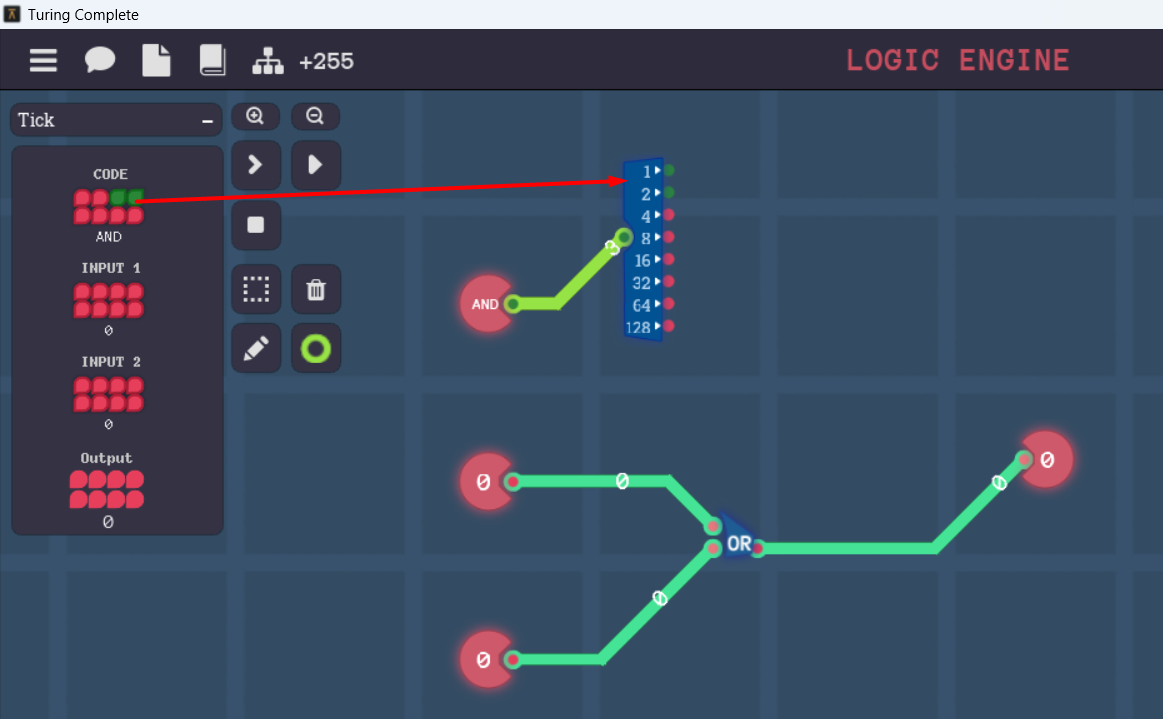 Turing Complete
+255
LOGIC ENGINE
Tick
CODE
AND
INPUT 1
0
INPUT 2
0
Output
0
1
2
4
8
16
32
64
128
3
AND
0
0
0
0
OR
0
0
0